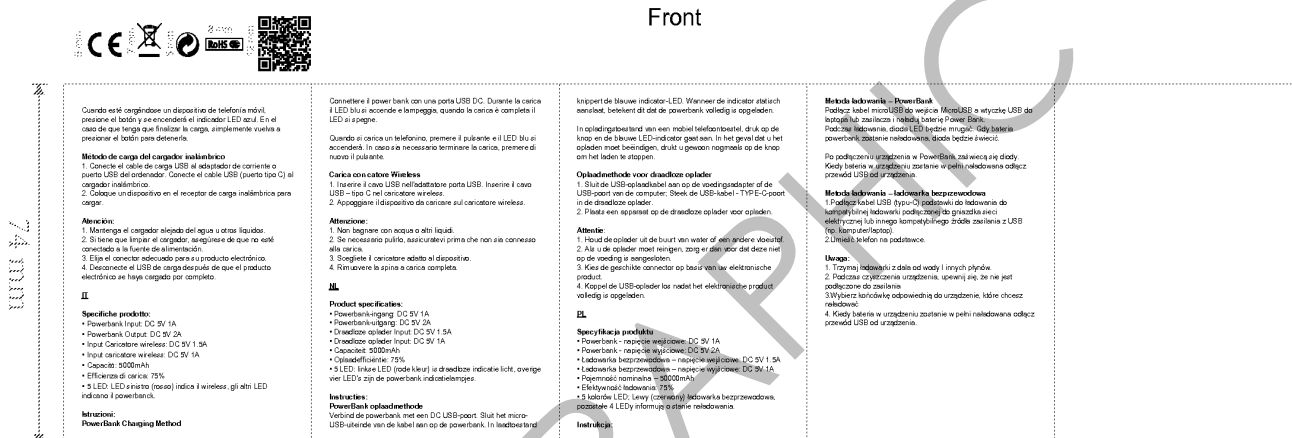 Front
CE
RoHS
Cuando esté cargándose un dispositivo de telefonía móvil,
presione el botón y se encenderá el indicador LED azul. En el
caso de que tenga que finalizar la carga, simplemente vuelva a
presionar el botón para detenerla.
Método de carga del cargador inalámbrico
1. Conecte el cable de carga USB al adaptador de corriente o
puerto USB del ordenador. Conecte el cable USB (puerto tipo C) al
cargador inalámbrico.
2. Coloque un dispositivo en el receptor de carga inalámbrica para
cargar.
Atención:
1. Mantenga el cargador alejado del agua u otros líquidos.
2. Si tiene que limpiar el cargador, asegúrese de que no esté
conectado a la fuente de alimentación.
3. Elija el conector adecuado para su producto electrónico.
4. Desconecte el USB de carga después de que el producto
electrónico se haya cargado por completo.
IT
Specifiche prodotto:
• Powerbank Input: DC 5V 1A
• Powerbank Output: DC 5V 2A
• Input Caricatore wireless: DC 5V 1.5A
• Input caricatore wireless: DC 5V 1A
• Capacità: 5000mAh
• Efficienza di carica: 75%
• 5 LED: LED sinistro (rosso) indica il wireless, gli altri LED
indicano il powerbanck.
Istruzioni:
PowerBank Charging Method
Connettere il power bank con una porta USB DC. Durante la carica
il LED blu si accende e lampeggia, quando la carica è completa il
LED si spegne.
Quando si carica un telefonino, premere il pulsante e il LED blu si
accenderà. In caso sia necessario terminare la carica, premere di
nuovo il pulsante.
Carica con catore Wireless
1. Inserire il cavo USB nell'adattatore porta USB. Inserire il cavo
USB – tipo C nel caricatore wireless.
2. Appoggiare il dispositivo da caricare sul caricatore wireless.
Attenzione:
1. Non bagnare con acqua o altri liquidi.
2. Se necessario pulirlo, assicuratevi prima che non sia connesso
alla carica.
3. Scegliete il caricatore adatto al dispositivo.
4. Rimuovere la spina a carica completa.
NL
Product specificaties:
• Powerbank-ingang: DC 5V 1A
• Powerbank-uitgang: DC 5V 2A
• Draadloze oplader Input: DC 5V 1.5A
• Draadloze oplader Input: DC 5V 1A
• Capaciteit: 5000mAh
• Oplaadefficiëntie: 75%
• 5 LED: linkse LED (rode kleur) is draadloze indicatie licht, overige
vier LED's zijn de powerbank indicatielampjes.
Instructies:
PowerBank oplaadmethode
Verbind de powerbank met een DC USB-poort. Sluit het micro-
USB-uiteinde van de kabel aan op de powerbank. In laadtoestand
knippert de blauwe indicator-LED. Wanneer de indicator statisch
aanslaat, betekent dit dat de powerbank volledig is opgeladen.
In opladingstoestand van een mobiel telefoontoestel, druk op de
knop en de blauwe LED-indicator gaat aan. In het geval dat u het
opladen moet beëindigen, drukt u gewoon nogmaals op de knop
om het laden te stoppen.
Oplaadmethode voor draadloze oplader
1. Sluit de USB-oplaadkabel aan op de voedingsadapter of de
USB-poort van de computer; Steek de USB-kabel - TYPE-C-poort
in de draadloze oplader.
2. Plaats een apparaat op de draadloze oplader voor opladen.
Attentie:
1. Houd de oplader uit de buurt van water of een andere vloeistof.
2. Als u de oplader moet reinigen, zorg er dan voor dat deze niet
op de voeding is aangesloten.
3. Kies de geschikte connector op basis van uw elektronische
product.
4. Koppel de USB-oplader los nadat het elektronische product
volledig is opgeladen.
PL
Specyfikacja produktu
• Powerbank - napięcie wejściowe: DC 5V 1A
• Powerbank - napięcie wyjściowe: DC 5V 2A
• Ładowarka bezprzewodowa – napięcie wejściowe: DC 5V 1.5A
• Ładowarka bezprzewodowa – napięcie wyjściowe: DC 5V 1A
• Pojemność nominalna – 50000mAh
• Efektywność ładowania: 75%
• 5 kolorów LED; Lewy (czerwony) ładowarka bezprzewodowa,
pozostałe 4 LEDy informują o stanie naładowania.
Instrukcja:
Metoda ładowania – PowerBank
Podłącz kabel microUSB do wejścia MicroUSB a wtyczkę USB do
laptopa lub zasilacza i naładuj baterię Power Bank.
Podczas ładowania, dioda LED będzie mrugać. Gdy bateria
powerbank zostanie naładowana, dioda będzie świecić.
Po podłączeniu urządzenia w PowerBank zaświecą się diody.
Kiedy bateria w urządzeniu zostanie w pełni naładowana odłącz
przewód USB od urządzenia.
Metoda ładowania – ładowarka bezprzewodowa
1.Podłącz kabel USB (typu-C) podstawki do ładowania do
kompatybilnej ładowarki podłączonej do gniazdka sieci
elektrycznej lub innego kompatybilnego źródła zasilania z USB
(np. komputer/laptop).
2.Umieść telefon na podstawce.
Uwaga:
1. Trzymaj ładowarki z dala od wody I innych płynów.
2. Podczas czyszczenia urządzenia, upewnij się, że nie jest
podłączone do zasilania
3.Wybierz końcówkę odpowiednią do urządzenie, które chcesz
naładować
4. Kiedy bateria w urządzeniu zostanie w pełni naładowana odłącz
przewód USB od urządzenia.